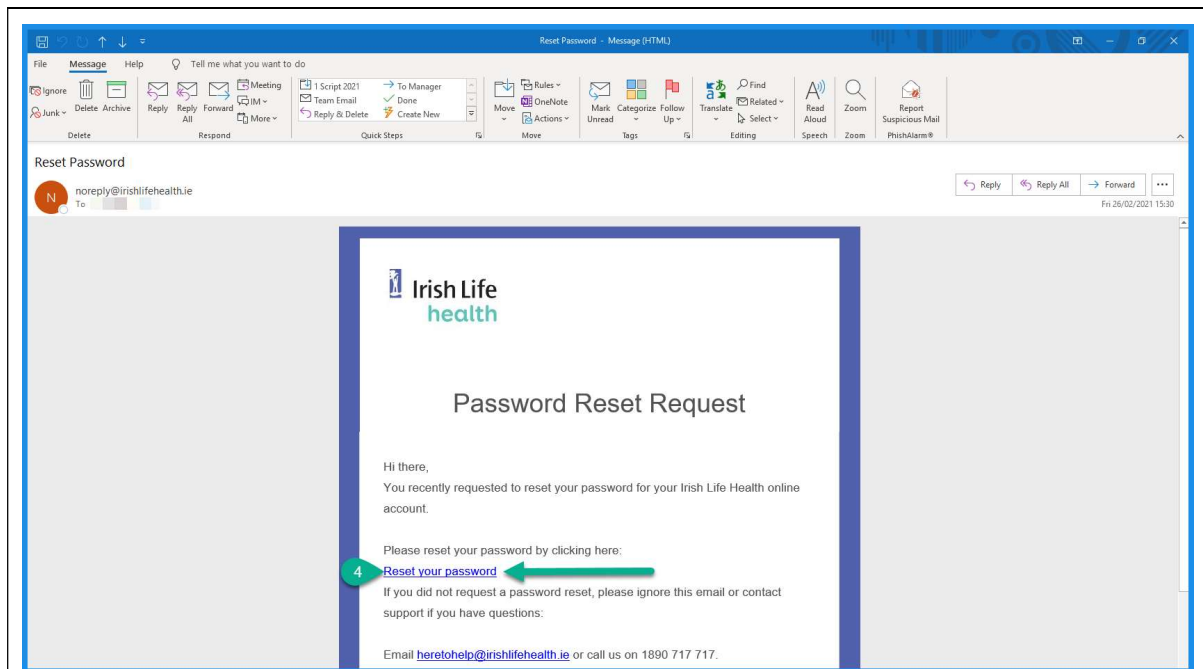 Reset Password - Message (HTML)
File Message Help Tell me what you want to do
Ignore
Junk
Delete Archive
Delete
Reply Reply All Forward
Meeting
IM
More
Respond
1 Script 2021
Team Email
Reply & Delete
To Manager
Done
Create New
Quick Steps
Move
Rules
OneNote
Actions
Move
Mark Unread Categorize Follow Up
Tags
Translate
Find
Related
Select
Editing
Read Aloud
Speech
Zoom
Zoom
Report Suspicious Mail
PhishAlarm®
Reset Password
N
noreply@irishlifehealth.ie
To
Reply Reply All Forward
Fri 26/02/2021 15:30
Irish Life
health
Password Reset Request
Hi there,
You recently requested to reset your password for your Irish Life Health online
account.
Please reset your password by clicking here:
4 Reset your password
If you did not request a password reset, please ignore this email or contact
support if you have questions:
Email heretohelp@irishlifehealth.ie or call us on 1890 717 717.